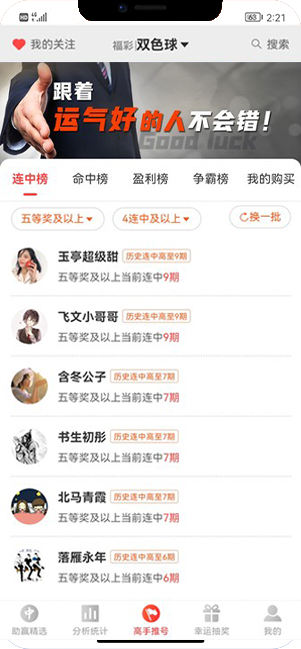 HD 4G 63 2:21
我的关注 福彩 双色球 搜索
跟着
运气好的人不会错！
Good luck
连中榜 命中榜 盈利榜 争霸榜 我的购买
五等奖及以上 4连中及以上 换一批
玉亭超级甜 历史连中高至9期
五等奖及以上当前连中9期
飞文小哥哥 历史连中高至9期
五等奖及以上当前连中9期
含冬公子 历史连中高至7期
五等奖及以上当前连中7期
书生初彤 历史连中高至7期
五等奖及以上当前连中7期
北马青霞 历史连中高至7期
五等奖及以上当前连中7期
落雁永年 历史连中高至6期
五等奖及以上当前连中6期
助赢精选 分析统计 高手推号 幸运抽奖 我的